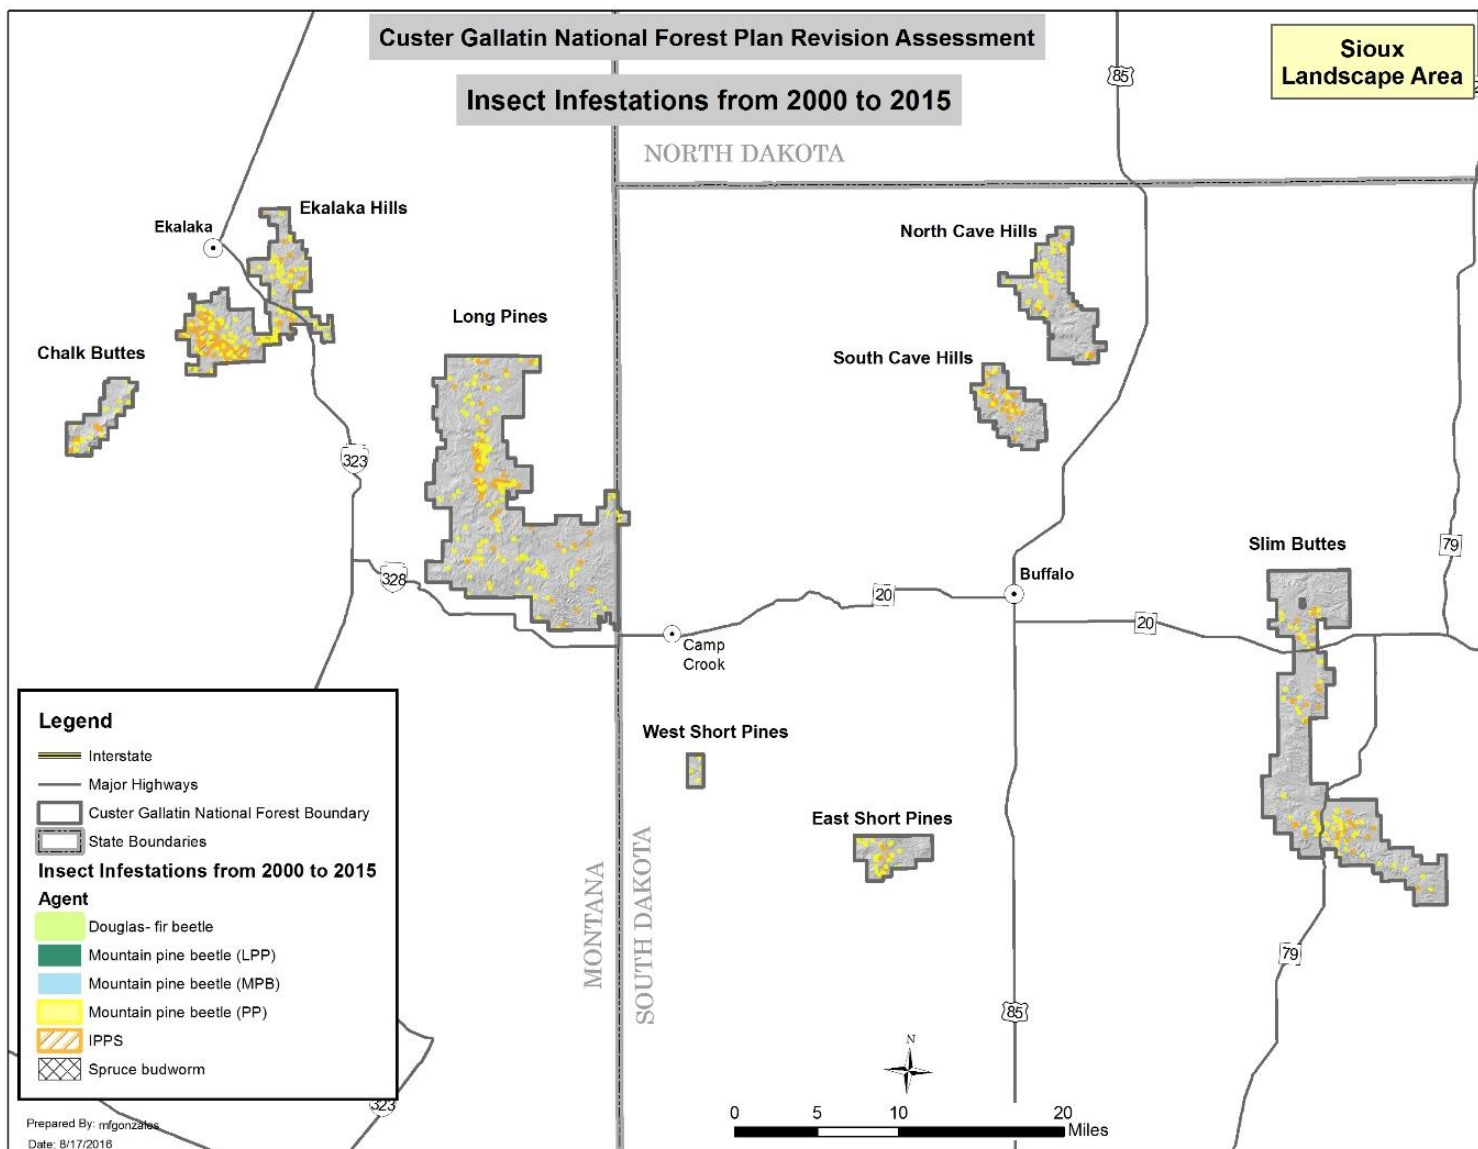 Custer Gallatin National Forest Plan Revision Assessment
Insect Infestations from 2000 to 2015
Sioux
Landscape Area
85
NORTH DAKOTA
Ekalaka Hills
Ekalaka
North Cave Hills
Long Pines
Chalk Buttes
South Cave Hills
323
79
Slim Buttes
328
20
Buffalo
20
Camp
Crook
West Short Pines
East Short Pines
MONTANA
SOUTH DAKOTA
79
85
Legend
Interstate
Major Highways
Custer Gallatin National Forest Boundary
State Boundaries
Insect Infestations from 2000 to 2015
Agent
Douglas- fir beetle
Mountain pine beetle (LPP)
Mountain pine beetle (MPB)
Mountain pine beetle (PP)
IPPS
Spruce budworm
323
N
0 5 10 20
Miles
Prepared By: mfgonzales
Date: 8/17/2016